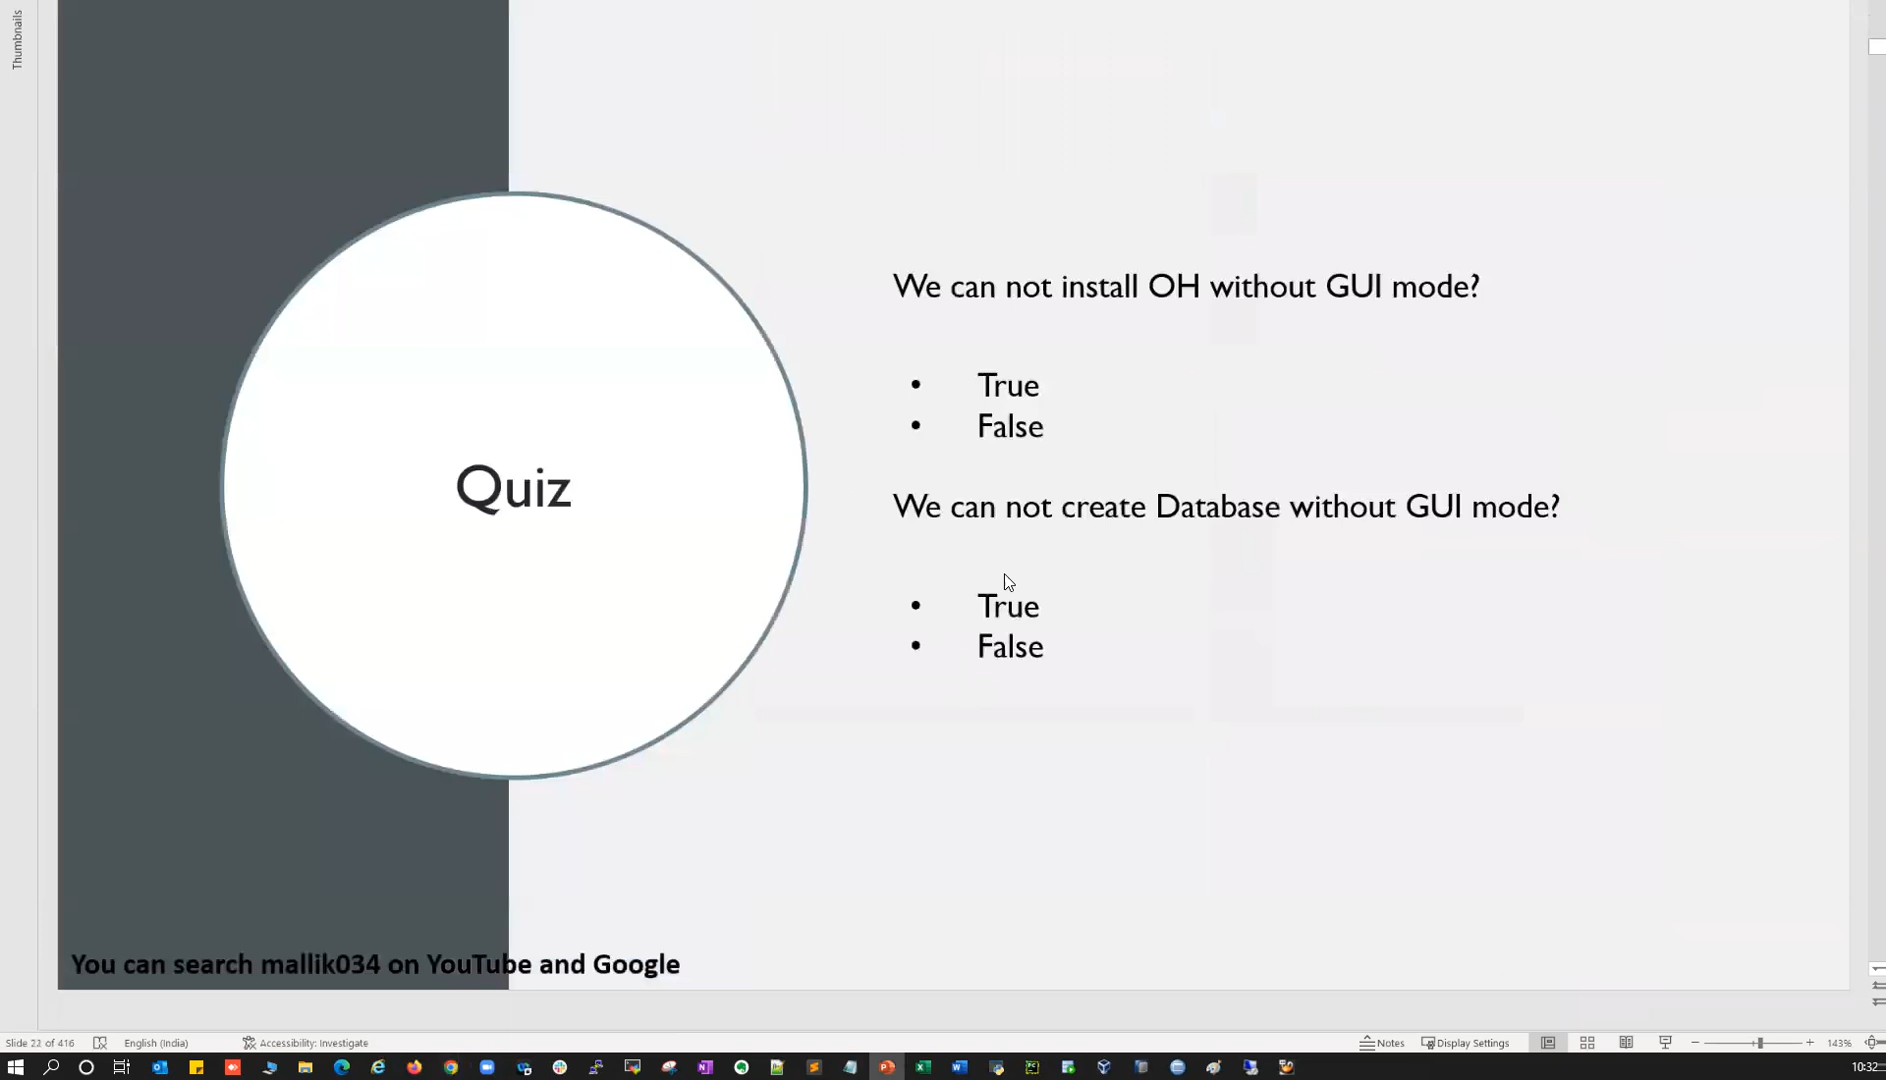 Thumbnails
We can not install OH without GUI mode?
• True
• False
Quiz
We can not create Database without GUI mode?
• True
• False
You can search mallik034 on YouTube and Google
Slide 22 of 416 English (India) Accessibility: Investigate Notes Display Settings 143%
10:32